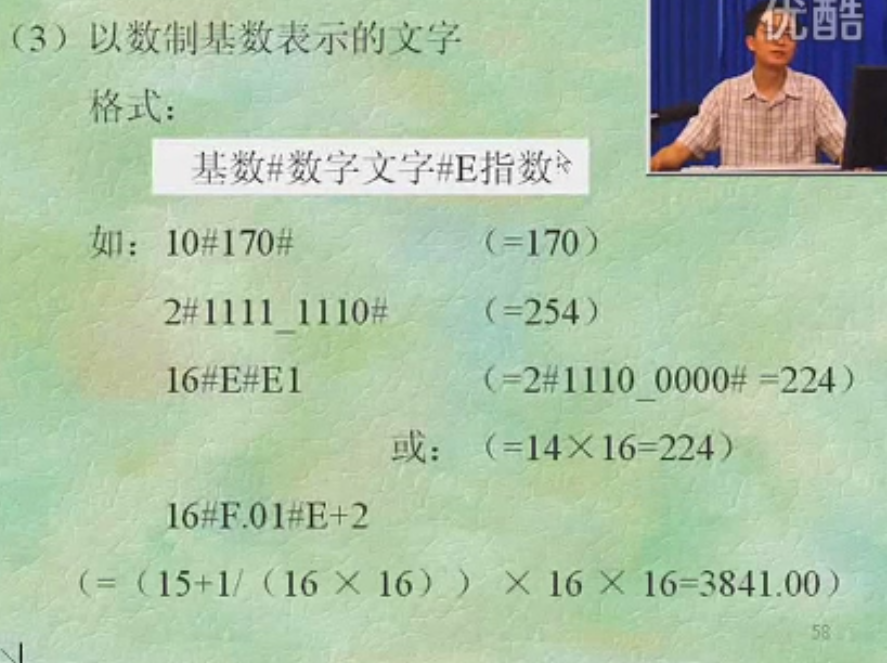 优酷
（3）以数制基数表示的文字
格式：
基数#数字文字#E指数
如：10#170# （=170）
2#1111_1110# （=254）
16#E#E1 （=2#1110_0000# =224）
或：（=14×16=224）
16#F.01#E+2
（=（15+1/（16 × 16）） × 16 × 16=3841.00）
58